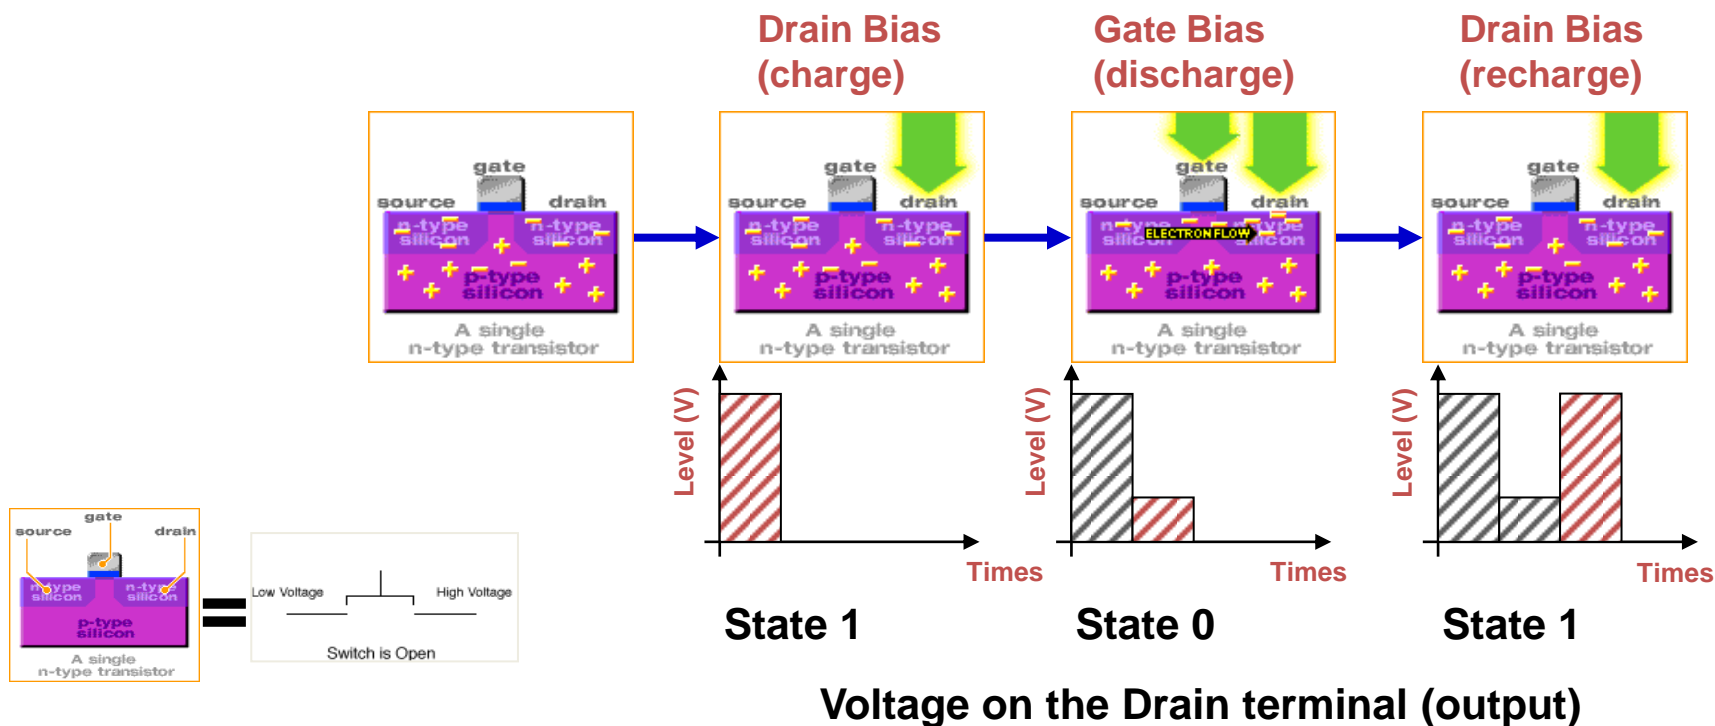 Drain Bias
(charge)
Gate Bias
(discharge)
Drain Bias
(recharge)
gate
source
drain
n-type
silicon
n-type
silicon
p-type
silicon
A single
n-type transistor
gate
source
drain
n-type
silicon
n-type
silicon
p-type
silicon
A single
n-type transistor
gate
source
drain
n-type
silicon
n-type
silicon
ELECTRON FLOW
p-type
silicon
A single
n-type transistor
gate
source
drain
n-type
silicon
n-type
silicon
p-type
silicon
A single
n-type transistor
Level (V)
Times
Level (V)
Times
Level (V)
Times
State 1
State 0
State 1
gate
source
drain
n-type
silicon
n-type
silicon
p-type
silicon
A single
n-type transistor
Low Voltage
High Voltage
Switch is Open
Voltage on the Drain terminal (output)